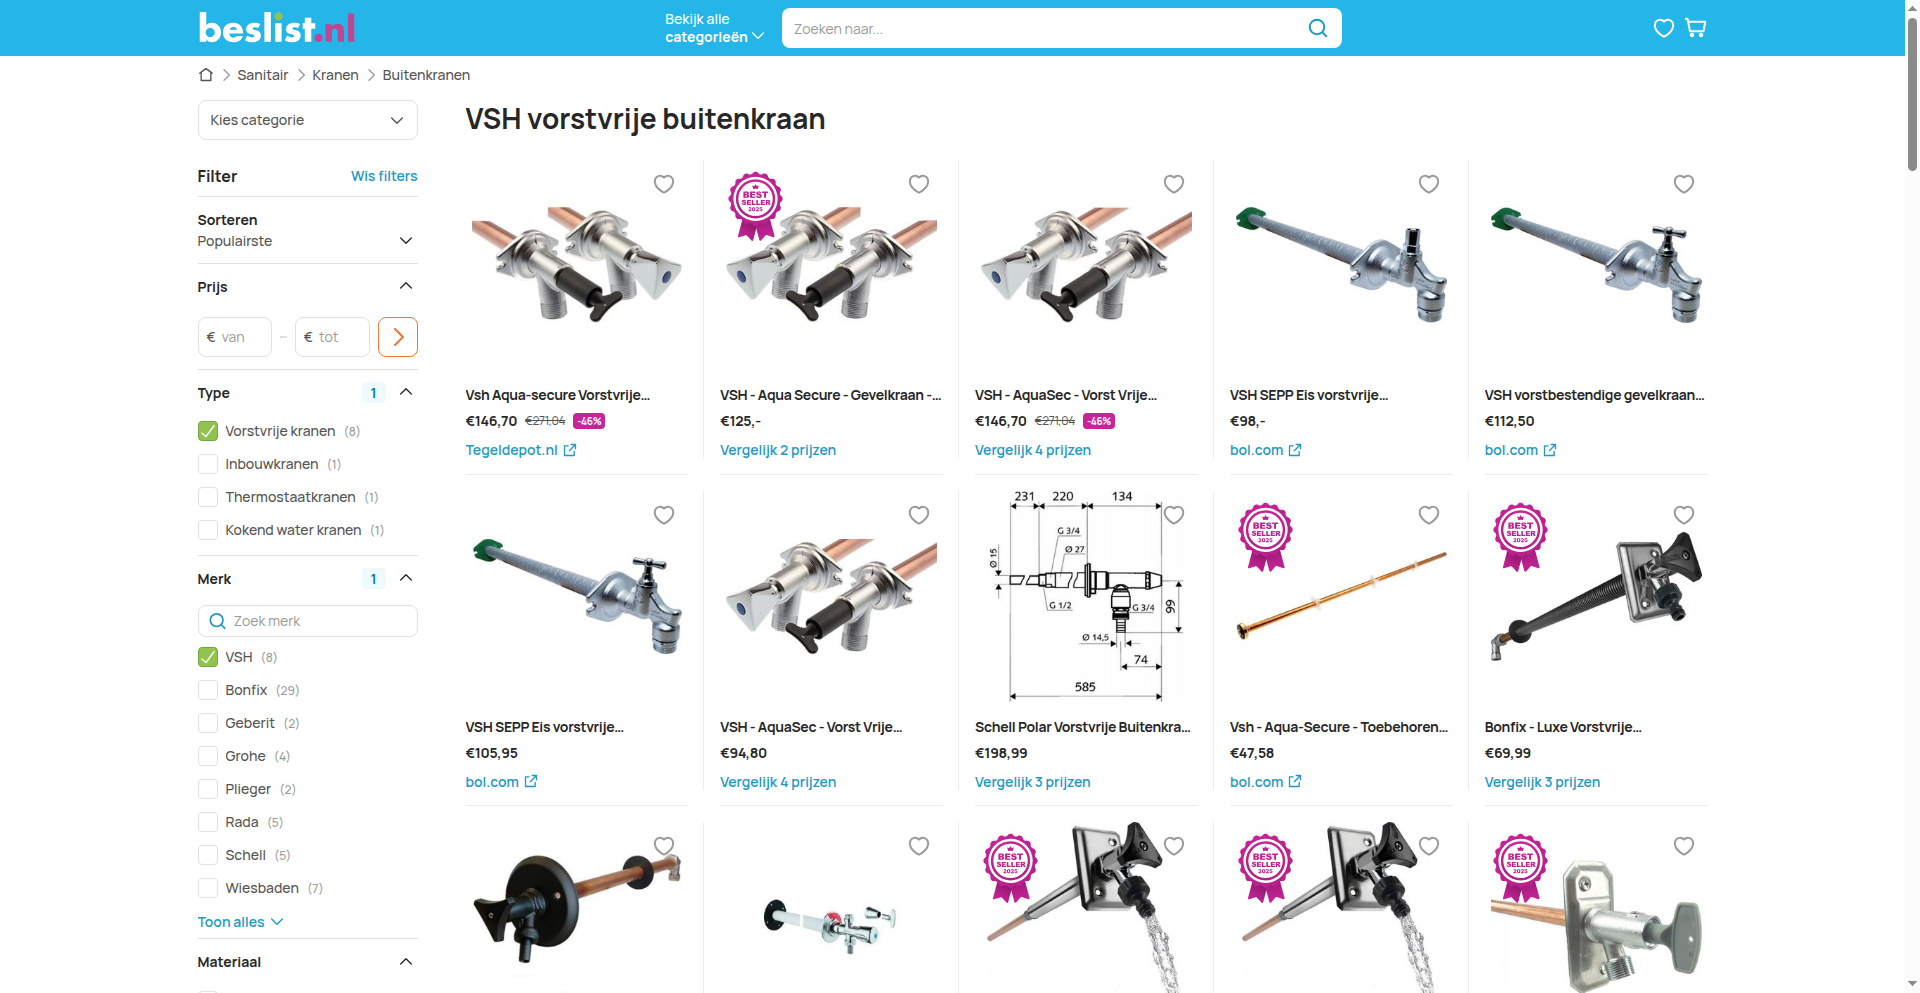 beslist.nl
Bekijk alle
categorieën
Zoeken naar...
Sanitair
Kranen
Buitenkranen
Kies categorie
VSH vorstvrije buitenkraan
Filter
Wis filters
Sorteren
Populairste
Prijs
€ van – € tot
Type 1
Vorstvrije kranen (8)
Inbouwkranen (1)
Thermostaatkranen (1)
Kokend water kranen (1)
Merk 1
Zoek merk
VSH (8)
Bonfix (29)
Geberit (2)
Grohe (4)
Plieger (2)
Rada (5)
Schell (5)
Wiesbaden (7)
Toon alles
Materiaal
Vsh Aqua-secure Vorstvrije...
€146,70 €271,04 -46%
Tegeldepot.nl
BEST
SELLER
2025
VSH - Aqua Secure - Gevelkraan -...
€125,-
Vergelijk 2 prijzen
VSH - AquaSec - Vorst Vrije...
€146,70 €271,04 -46%
Vergelijk 4 prijzen
VSH SEPP Eis vorstvrije...
€98,-
bol.com
VSH vorstbestendige gevelkraan...
€112,50
bol.com
VSH SEPP Eis vorstvrije...
€105,95
bol.com
VSH - AquaSec - Vorst Vrije...
€94,80
Vergelijk 4 prijzen
231 220 134
G 3/4
Ø 27
Ø 15
G 1/2
G 3/4
99
Ø 14,5
74
585
Schell Polar Vorstvrije Buitenkra...
€198,99
Vergelijk 3 prijzen
BEST
SELLER
2025
Vsh - Aqua-Secure - Toebehoren...
€47,58
bol.com
BEST
SELLER
2025
Bonfix - Luxe Vorstvrije...
€69,99
Vergelijk 3 prijzen
BEST
SELLER
2025
BEST
SELLER
2025
BEST
SELLER
2025